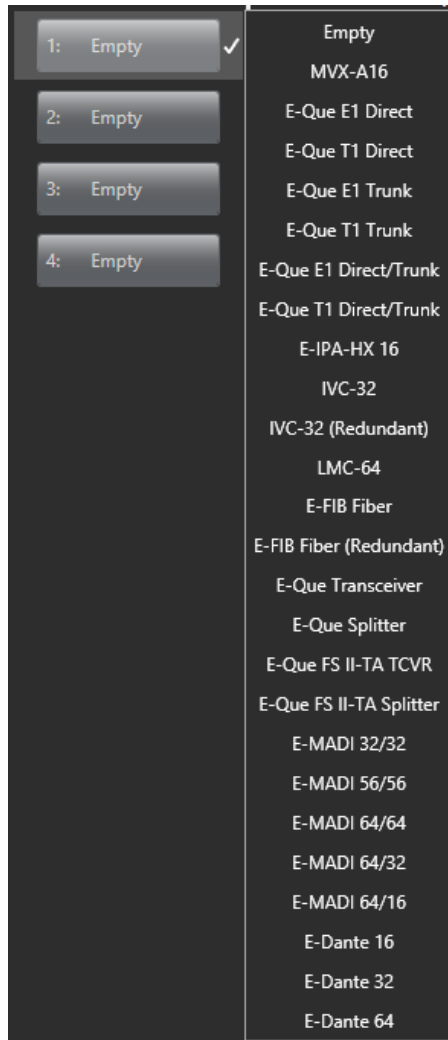 1: Empty
2: Empty
3: Empty
4: Empty
Empty
MVX-A16
E-Que E1 Direct
E-Que T1 Direct
E-Que E1 Trunk
E-Que T1 Trunk
E-Que E1 Direct/Trunk
E-Que T1 Direct/Trunk
E-IPA-HX 16
IVC-32
IVC-32 (Redundant)
LMC-64
E-FIB Fiber
E-FIB Fiber (Redundant)
E-Que Transceiver
E-Que Splitter
E-Que FS II-TA TCVR
E-Que FS II-TA Splitter
E-MADI 32/32
E-MADI 56/56
E-MADI 64/64
E-MADI 64/32
E-MADI 64/16
E-Dante 16
E-Dante 32
E-Dante 64